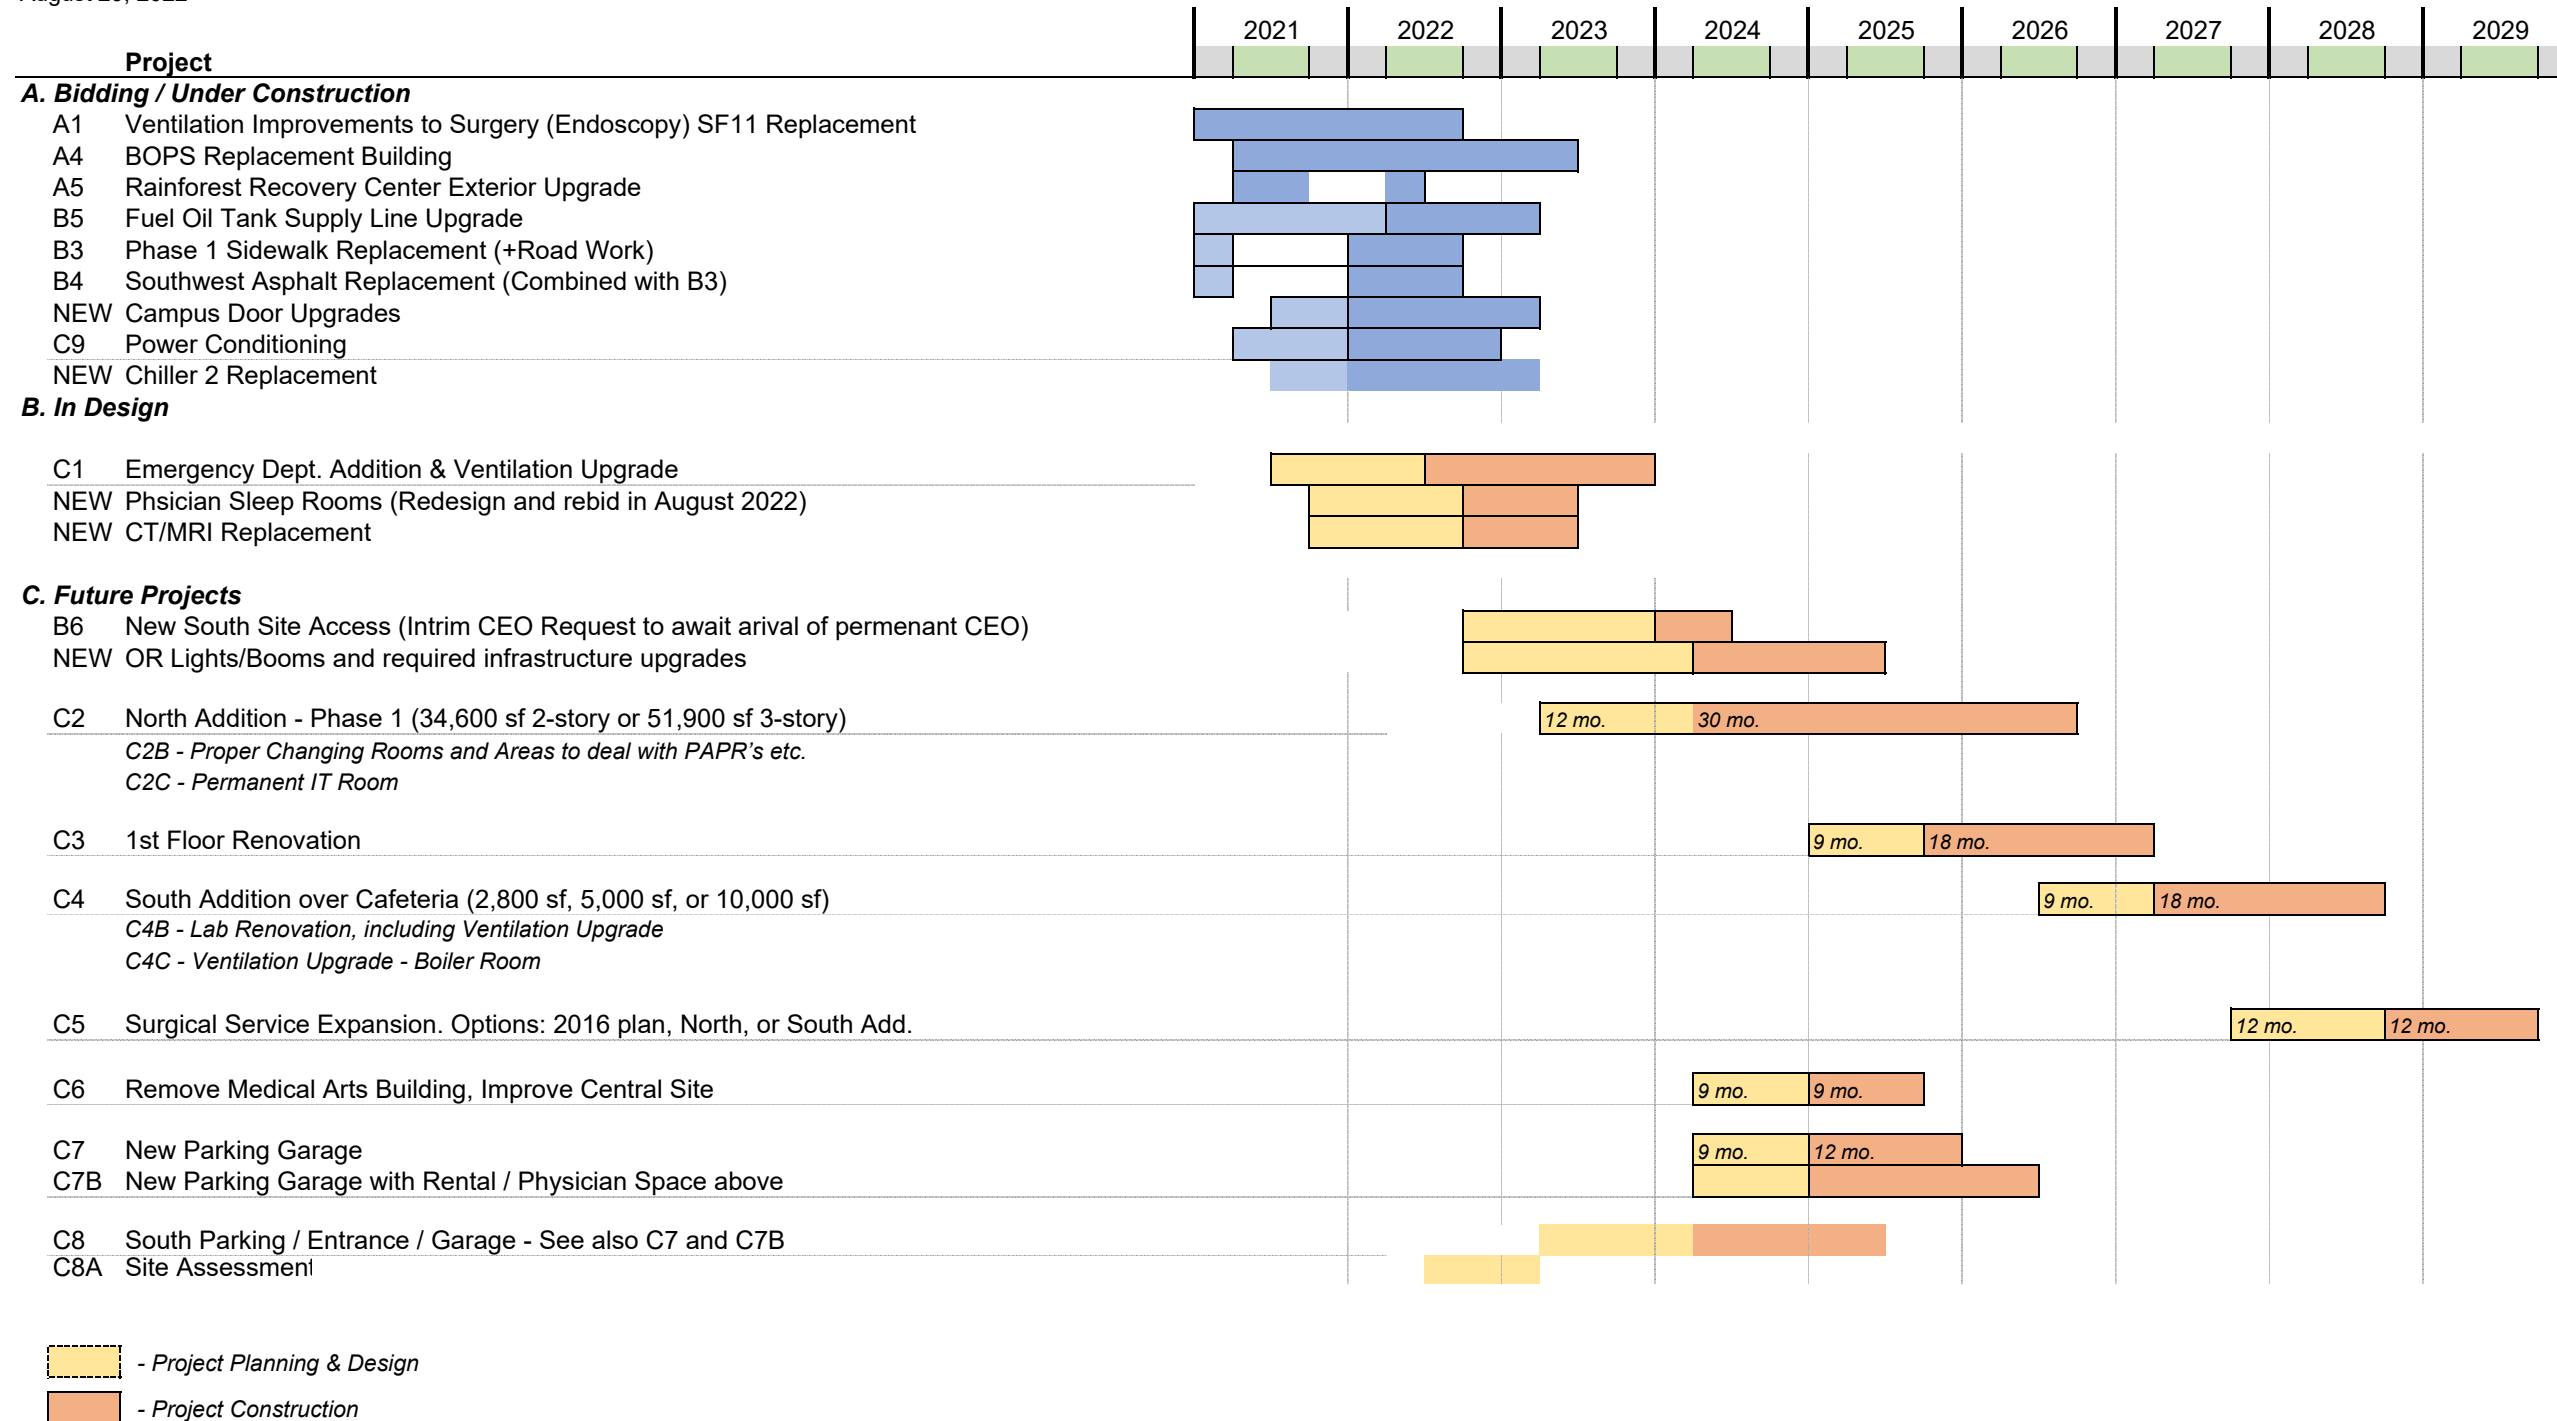 2021 2022 2023 2024 2025 2026 2027 2028 2029
Project
A. Bidding / Under Construction
A1 Ventilation Improvements to Surgery (Endoscopy) SF11 Replacement
A4 BOPS Replacement Building
A5 Rainforest Recovery Center Exterior Upgrade
B5 Fuel Oil Tank Supply Line Upgrade
B3 Phase 1 Sidewalk Replacement (+Road Work)
B4 Southwest Asphalt Replacement (Combined with B3)
NEW Campus Door Upgrades
C9 Power Conditioning
NEW Chiller 2 Replacement
B. In Design
C1 Emergency Dept. Addition & Ventilation Upgrade
NEW Phsician Sleep Rooms (Redesign and rebid in August 2022)
NEW CT/MRI Replacement
C. Future Projects
B6 New South Site Access (Intrim CEO Request to await arival of permenant CEO)
NEW OR Lights/Booms and required infrastructure upgrades
C2 North Addition - Phase 1 (34,600 sf 2-story or 51,900 sf 3-story) 12 mo. 30 mo.
C2B - Proper Changing Rooms and Areas to deal with PAPR’s etc.
C2C - Permanent IT Room
C3 1st Floor Renovation 9 mo. 18 mo.
C4 South Addition over Cafeteria (2,800 sf, 5,000 sf, or 10,000 sf) 9 mo. 18 mo.
C4B - Lab Renovation, including Ventilation Upgrade
C4C - Ventilation Upgrade - Boiler Room
C5 Surgical Service Expansion. Options: 2016 plan, North, or South Add. 12 mo. 12 mo.
C6 Remove Medical Arts Building, Improve Central Site 9 mo. 9 mo.
C7 New Parking Garage 9 mo. 12 mo.
C7B New Parking Garage with Rental / Physician Space above
C8 South Parking / Entrance / Garage - See also C7 and C7B
C8A Site Assessment
- Project Planning & Design
- Project Construction